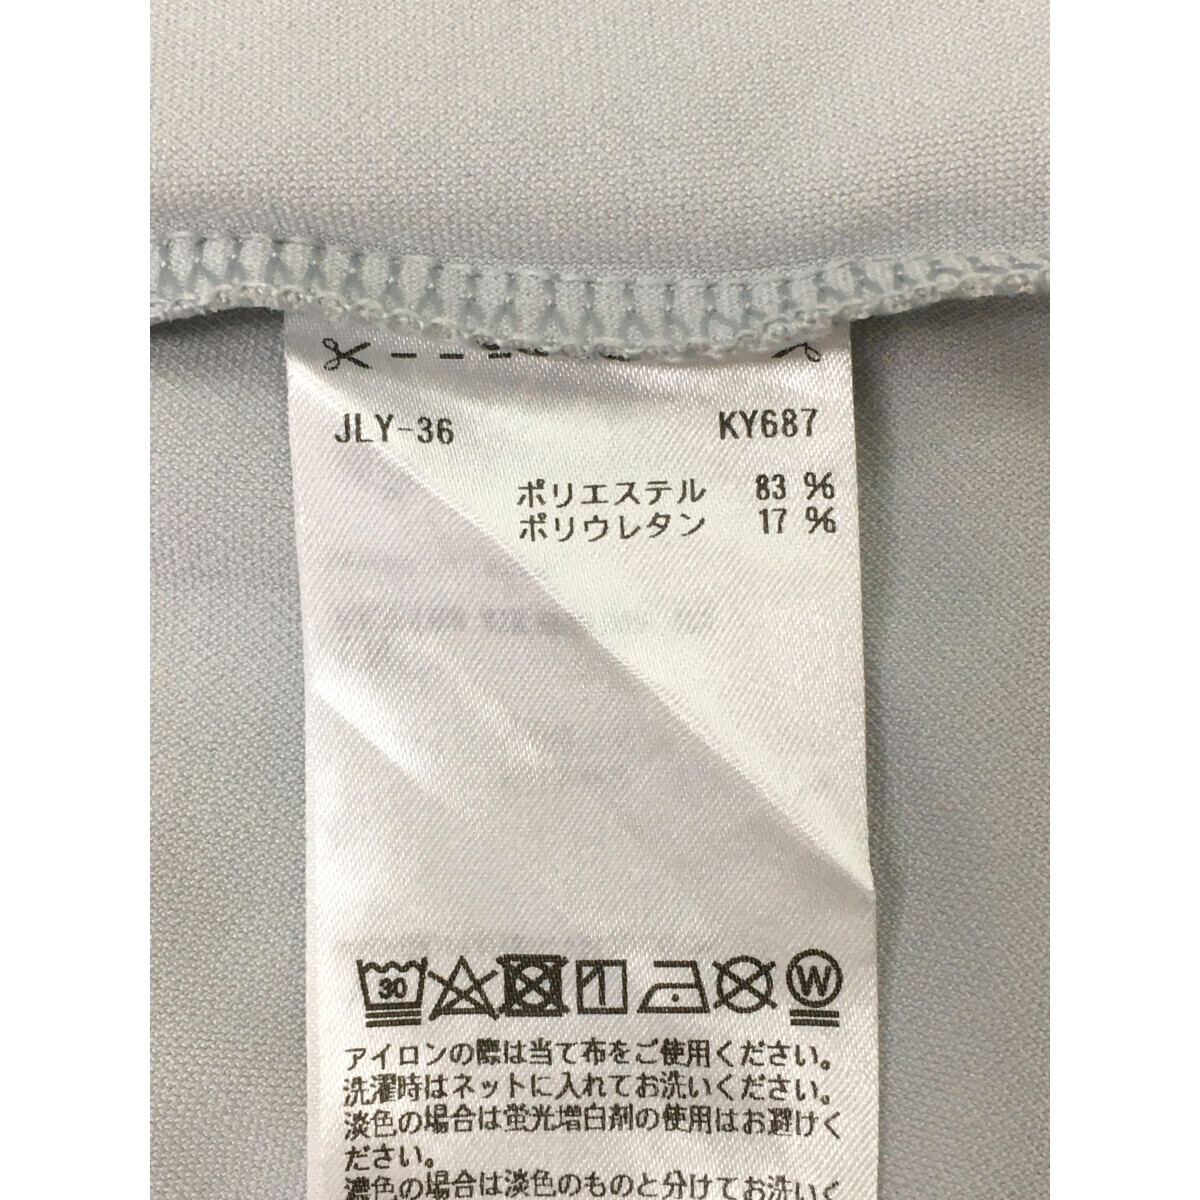 JLY-36 KY687
ポリエステル 83 %
ポリウレタン 17 %
30 W
アイロンの際は当て布をご使用ください。
洗濯時はネットに入れてお洗いください。
淡色の場合は蛍光増白剤の使用はお避けく
ださい。
濃色の場合は淡色のものと分けてお洗いく